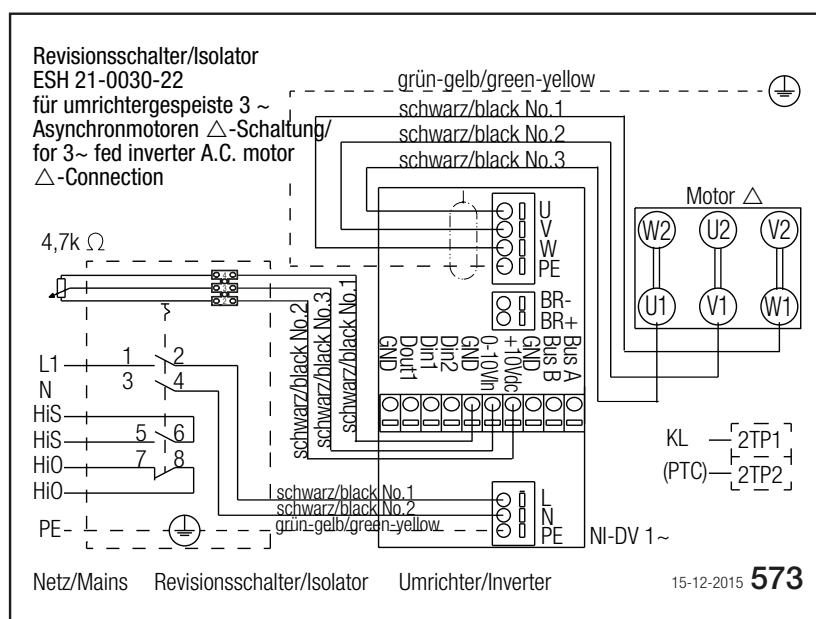 Revisionsschalter/Isolator
ESH 21-0030-22
für umrichtergespeiste 3 ~
Asynchronmotoren △-Schaltung/
for 3~ fed inverter A.C. motor
△-Connection
grün-gelb/green-yellow
schwarz/black No.1
schwarz/black No.2
schwarz/black No.3
Motor △
W2 U2 V2
U1 V1 W1
U
V
W
PE
BR-
BR+
4,7k Ω
schwarz/black No.2
schwarz/black No.3
schwarz/black No.1
GND
Dout1
Din1
Din2
GND
0-10VIn
+10Vdc
GND
Bus B
Bus A
L1 1 2
N 3 4
HiS
HiS 5 6
HiO 7 8
HiO
PE
schwarz/black No.1
schwarz/black No.2
grün-gelb/green-yellow
L
N
PE
NI-DV 1~
KL 2TP1
(PTC) 2TP2
Netz/Mains Revisionsschalter/Isolator Umrichter/Inverter
15-12-2015 573